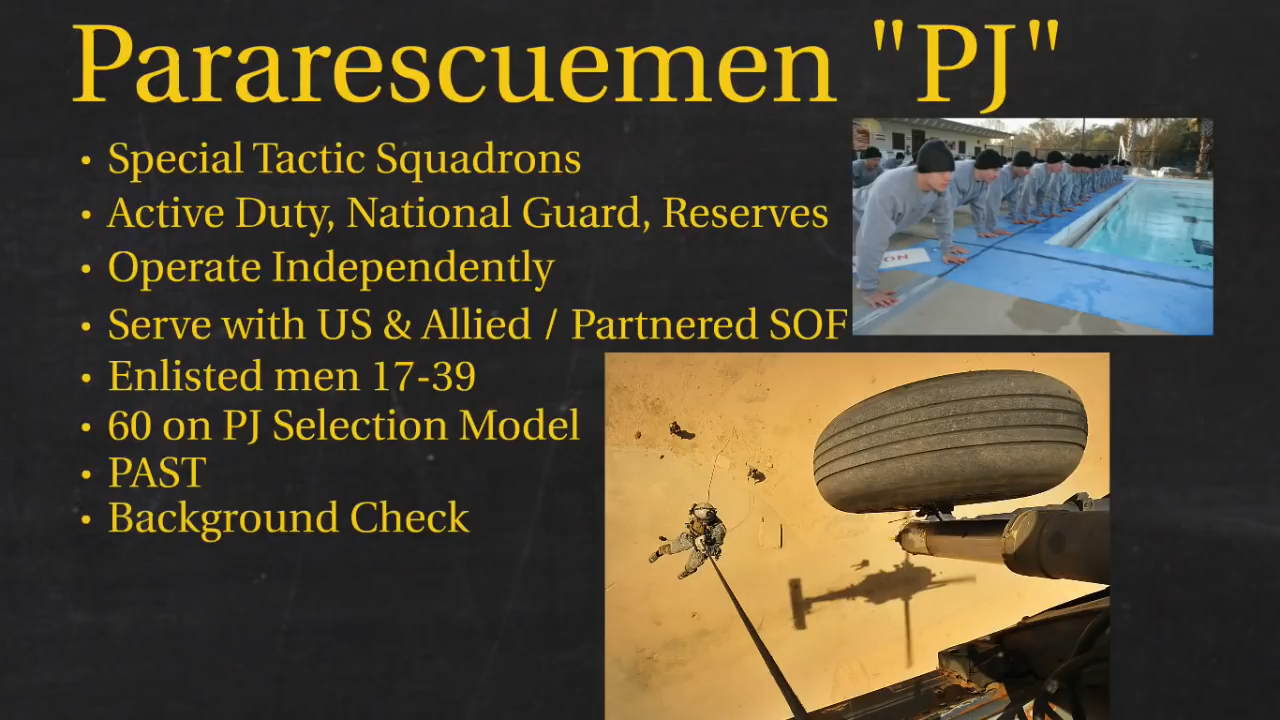 Pararescuemen "PJ"
• Special Tactic Squadrons
• Active Duty, National Guard, Reserves
• Operate Independently
• Serve with US & Allied / Partnered SOF
• Enlisted men 17-39
• 60 on PJ Selection Model
• PAST
• Background Check
ON